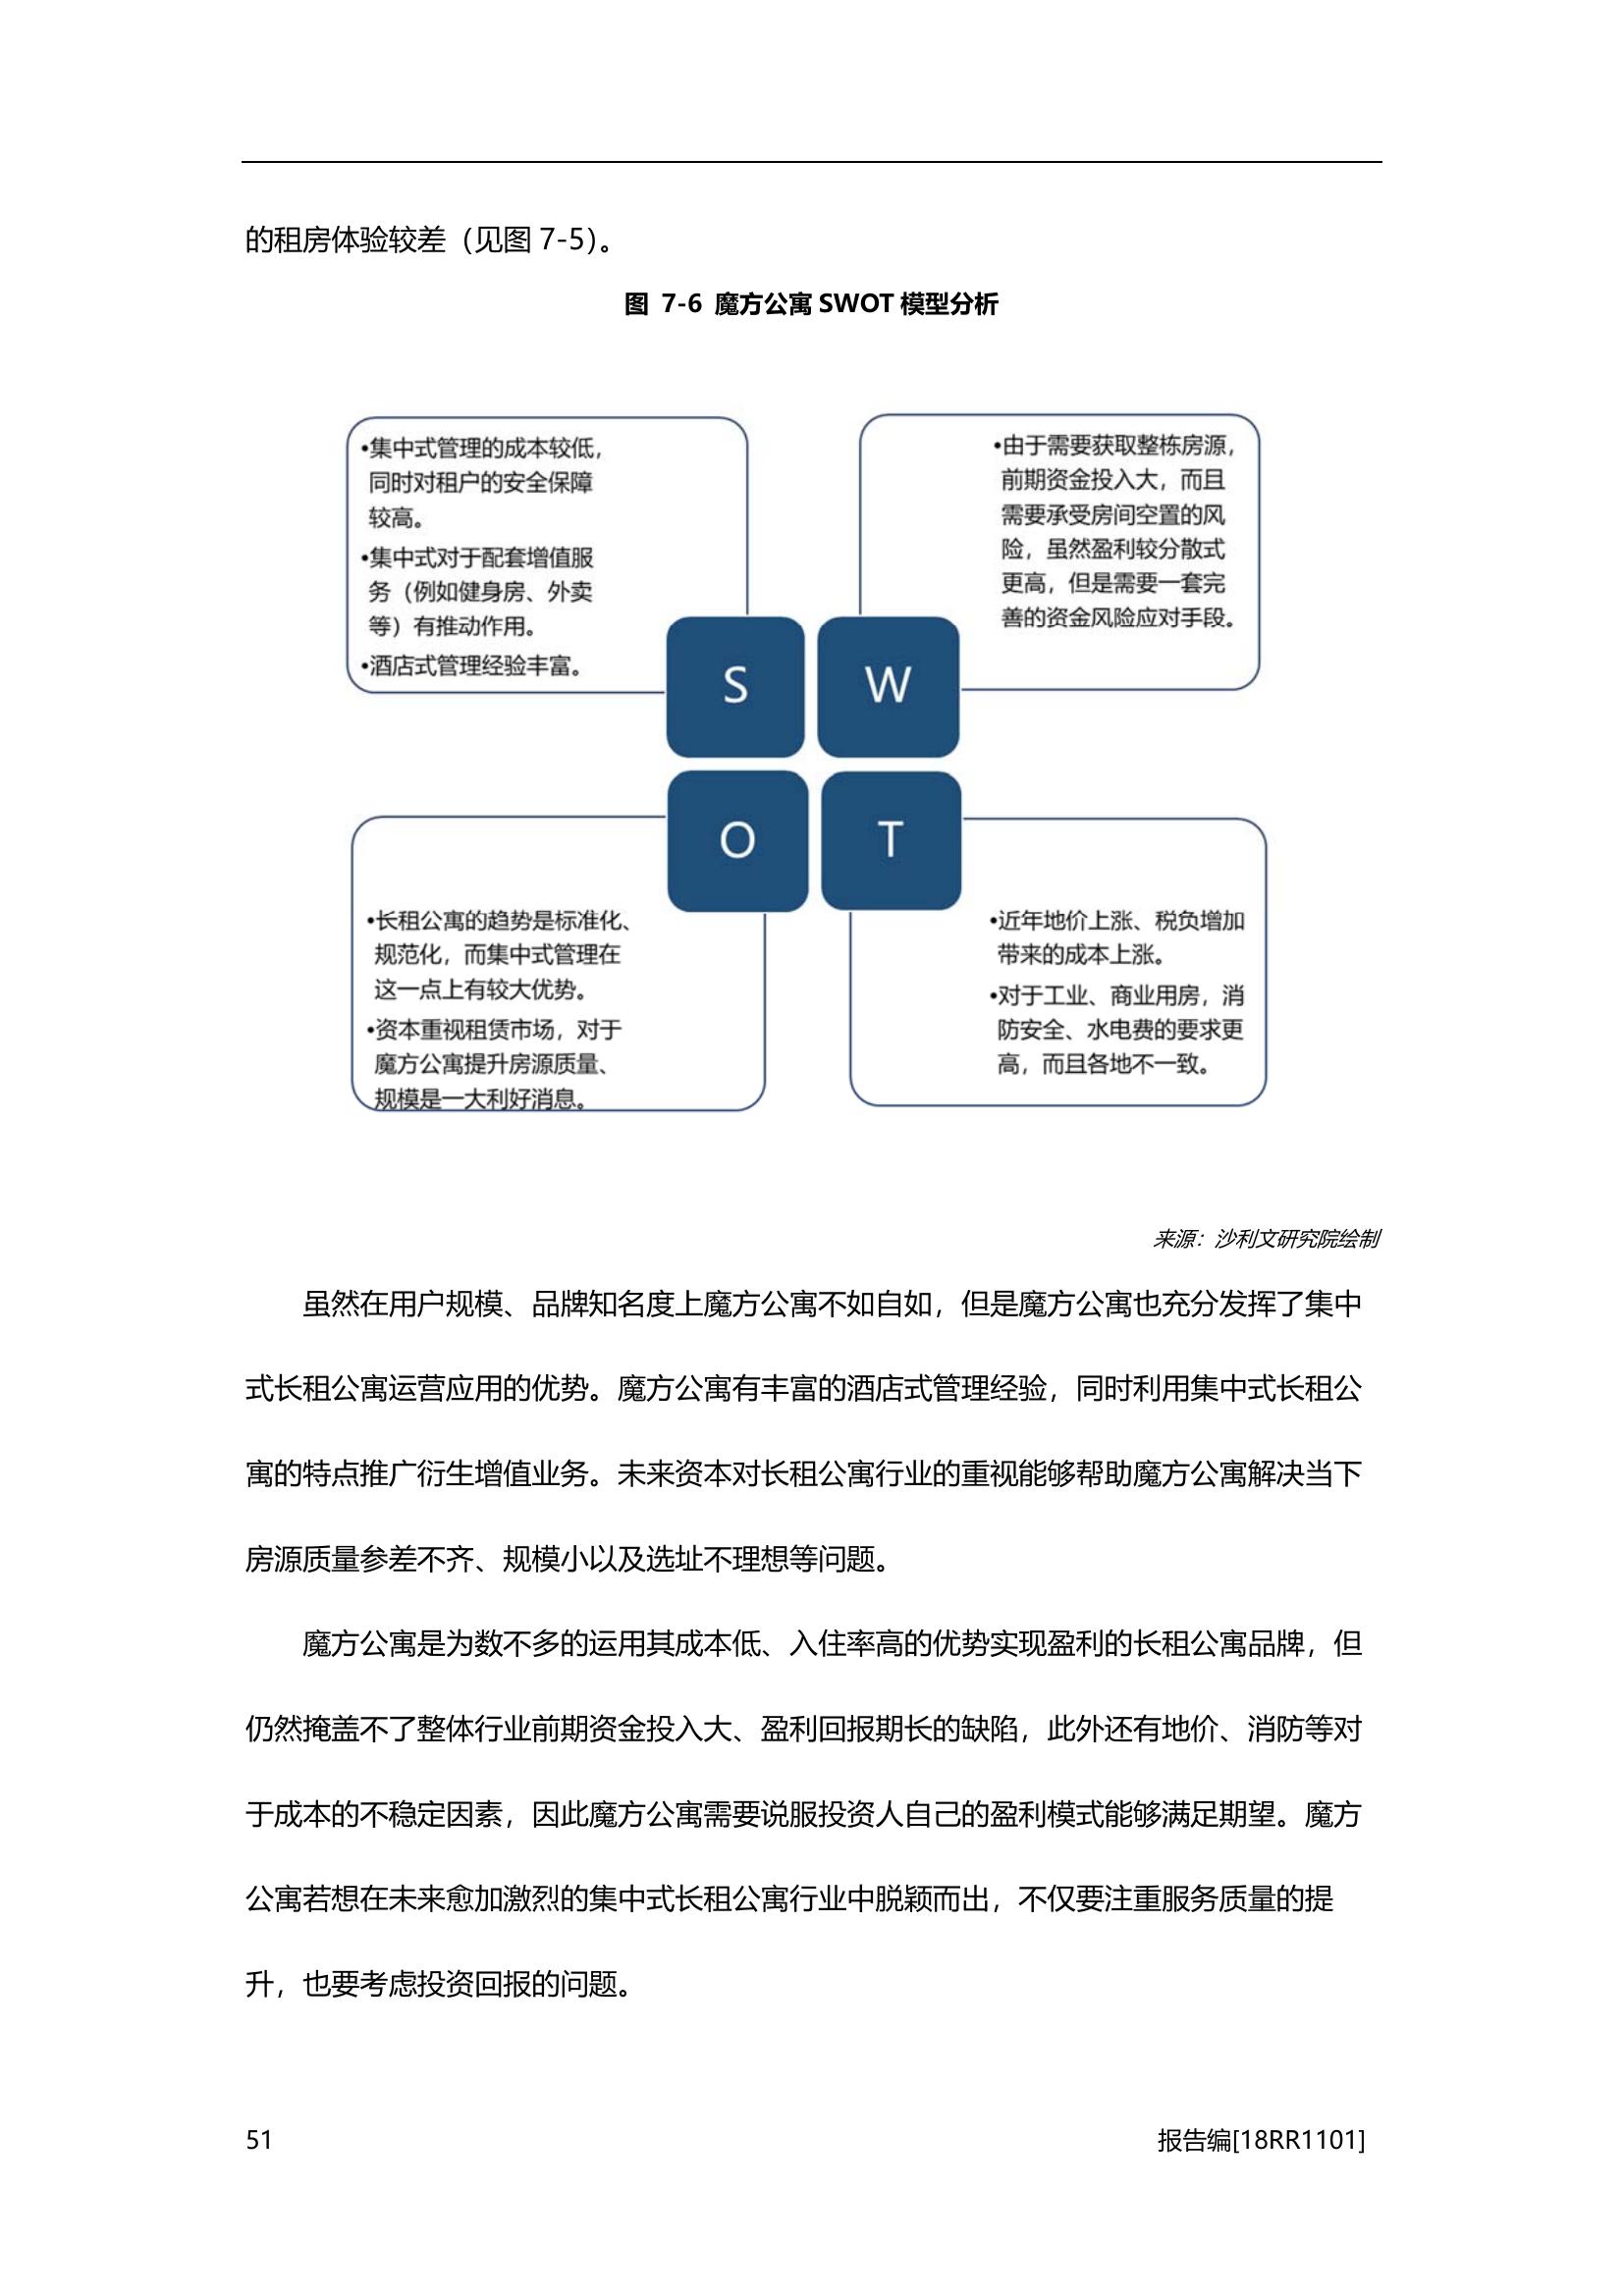 的租房体验较差（见图 7-5）。
图 7-6 魔方公寓 SWOT 模型分析
•集中式管理的成本较低，
同时对租户的安全保障
较高。
•集中式对于配套增值服
务（例如健身房、外卖
等）有推动作用。
•酒店式管理经验丰富。
•由于需要获取整栋房源，
前期资金投入大，而且
需要承受房间空置的风
险，虽然盈利较分散式
更高，但是需要一套完
善的资金风险应对手段。
S
W
O
T
•长租公寓的趋势是标准化、
规范化，而集中式管理在
这一点上有较大优势。
•资本重视租赁市场，对于
魔方公寓提升房源质量、
规模是一大利好消息。
•近年地价上涨、税负增加
带来的成本上涨。
•对于工业、商业用房，消
防安全、水电费的要求更
高，而且各地不一致。
来源：沙利文研究院绘制
虽然在用户规模、品牌知名度上魔方公寓不如自如，但是魔方公寓也充分发挥了集中
式长租公寓运营应用的优势。魔方公寓有丰富的酒店式管理经验，同时利用集中式长租公
寓的特点推广衍生增值业务。未来资本对长租公寓行业的重视能够帮助魔方公寓解决当下
房源质量参差不齐、规模小以及选址不理想等问题。
魔方公寓是为数不多的运用其成本低、入住率高的优势实现盈利的长租公寓品牌，但
仍然掩盖不了整体行业前期资金投入大、盈利回报期长的缺陷，此外还有地价、消防等对
于成本的不稳定因素，因此魔方公寓需要说服投资人自己的盈利模式能够满足期望。魔方
公寓若想在未来愈加激烈的集中式长租公寓行业中脱颖而出，不仅要注重服务质量的提
升，也要考虑投资回报的问题。
51
报告编[18RR1101]